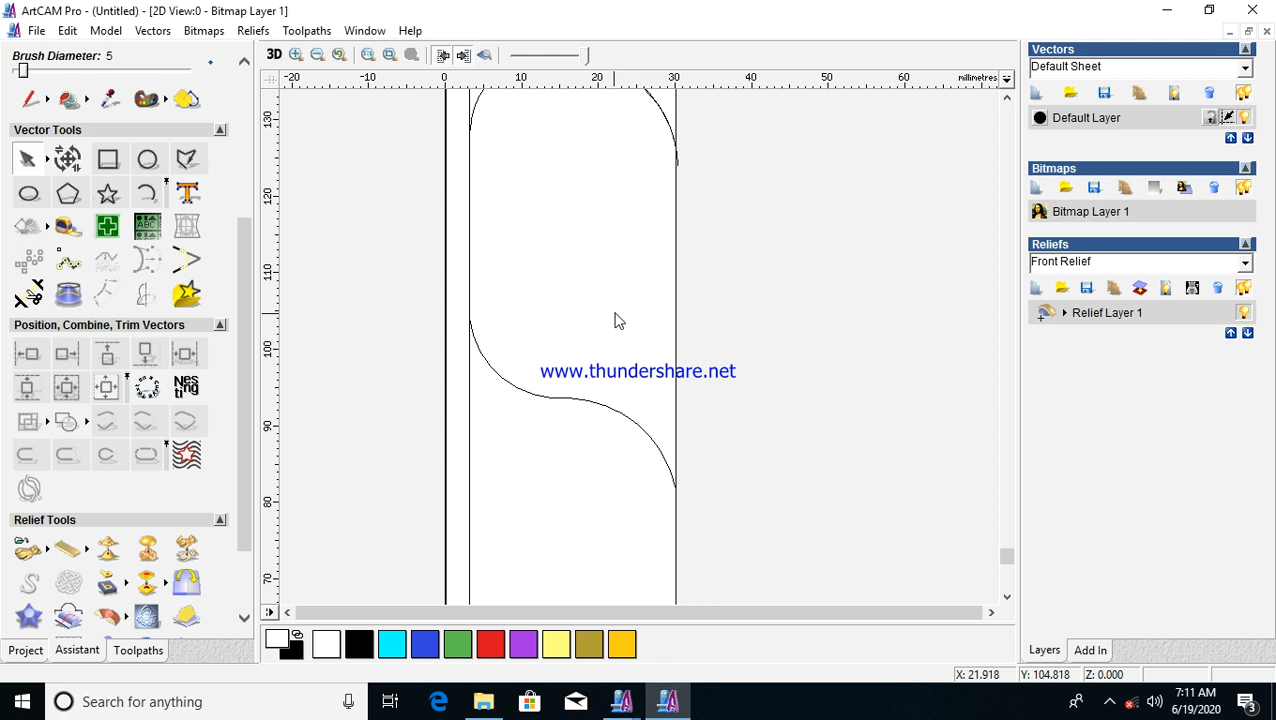 ArtCAM Pro - (Untitled) - [2D View:0 - Bitmap Layer 1]
File Edit Model Vectors Bitmaps Reliefs Toolpaths Window Help
Brush Diameter: 5
Vector Tools
ABC
Position, Combine, Trim Vectors
Nes
ting
Relief Tools
Project Assistant Toolpaths
3D
-20 -10 0 10 20 30 40 50 60 millimetres
130
120
110
100
90
80
70
www.thundershare.net
Vectors
Default Sheet
Default Layer
Bitmaps
Bitmap Layer 1
Reliefs
Front Relief
Relief Layer 1
Layers Add In
X: 21.918 Y: 104.818 Z: 0.000
Search for anything
7:11 AM
6/19/2020
3